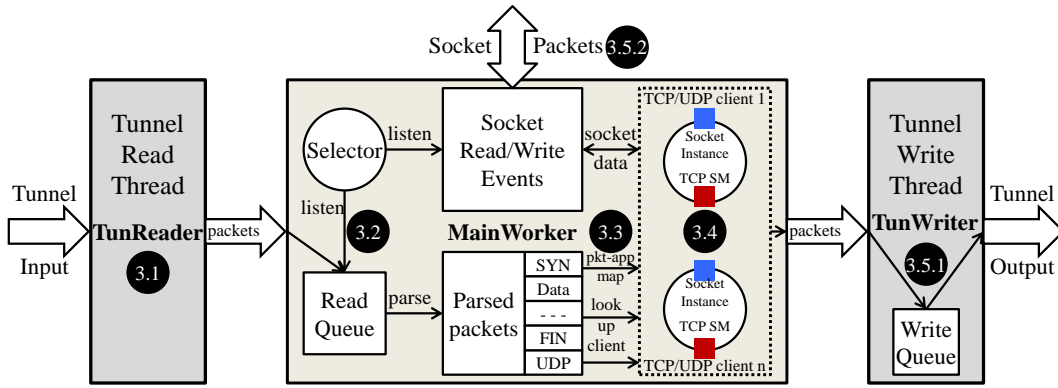 Socket
Packets
3.5.2
Tunnel
Input
Tunnel
Read
Thread
TunReader
3.1
packets
Selector
listen
listen
3.2
Read
Queue
parse
Socket
Read/Write
Events
MainWorker
3.3
Parsed
packets
SYN
Data
- - -
FIN
UDP
socket
data
pkt-app
map
look
up
client
TCP/UDP client 1
Socket
Instance
TCP SM
3.4
Socket
Instance
TCP SM
TCP/UDP client n
packets
Tunnel
Write
Thread
TunWriter
3.5.1
Write
Queue
Tunnel
Output